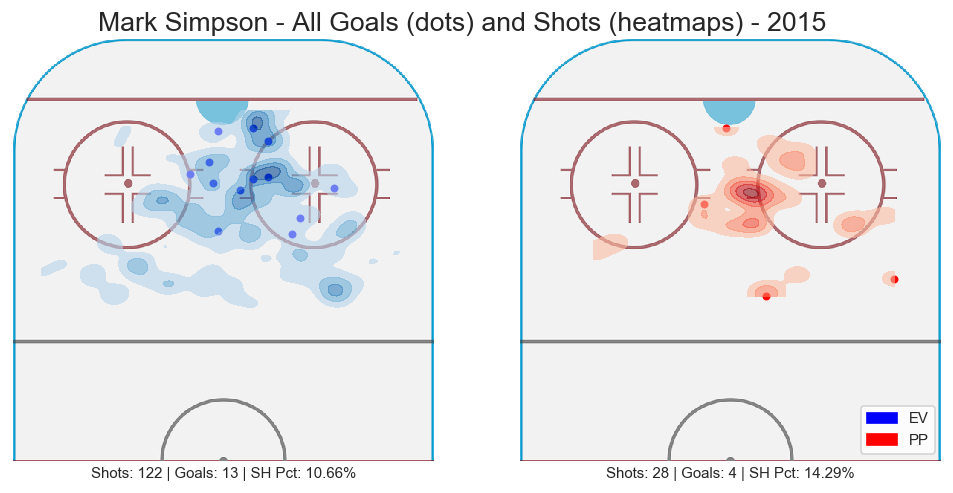 Mark Simpson - All Goals (dots) and Shots (heatmaps) - 2015
EV
PP
Shots: 122 | Goals: 13 | SH Pct: 10.66%
Shots: 28 | Goals: 4 | SH Pct: 14.29%